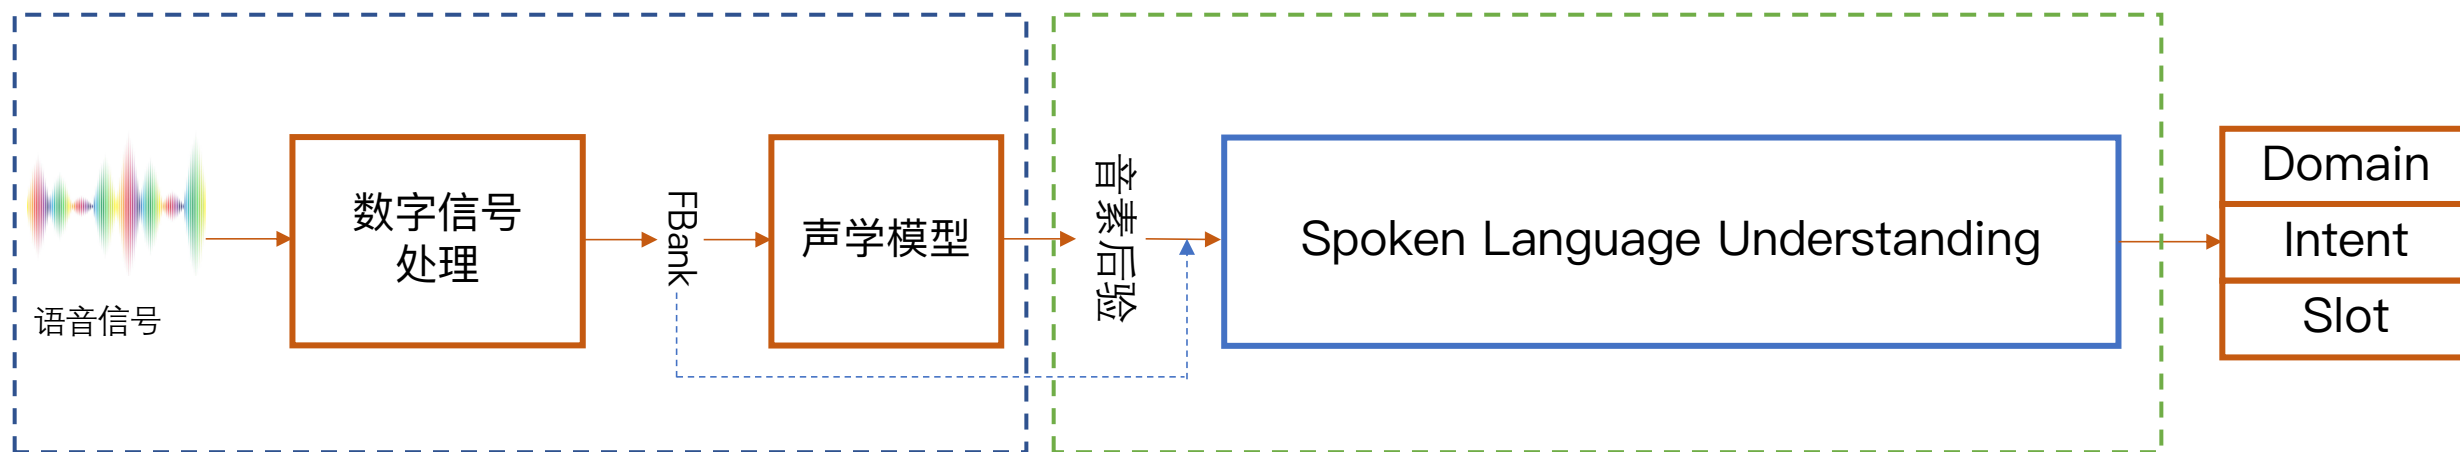 语音信号
数字信号
处理
FBank
声学模型
音素后验
Spoken Language Understanding
Domain
Intent
Slot